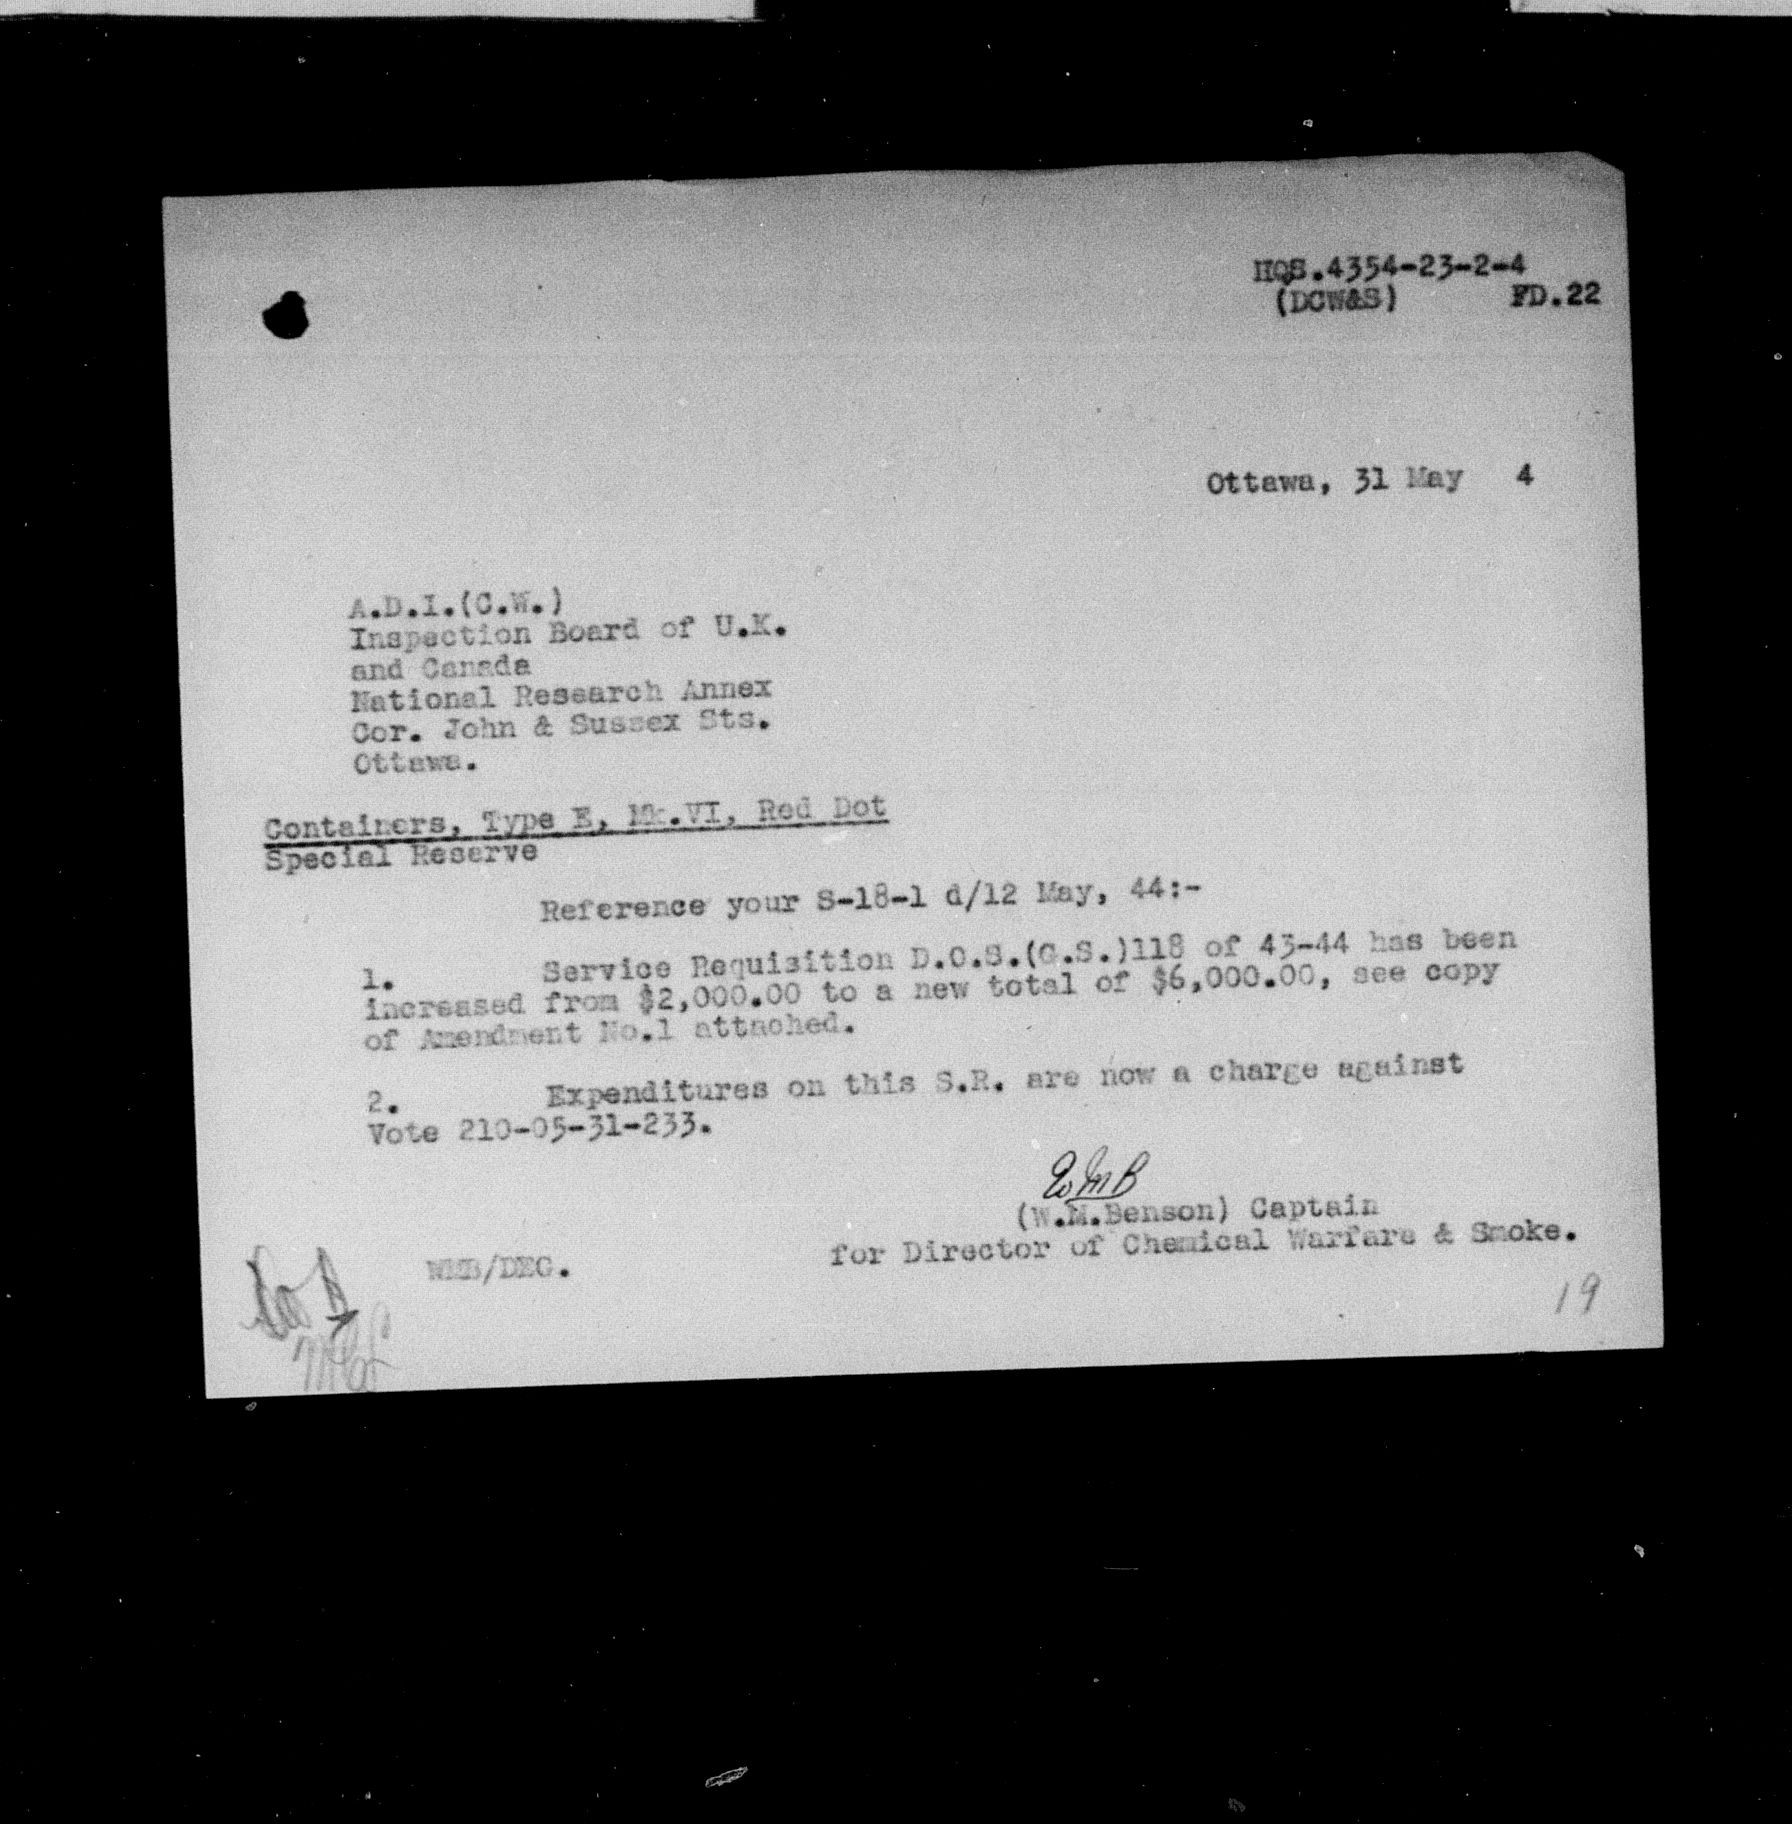 HQS.4354-23-2-4
(DCW&S) FD.22
Ottawa, 31 May 4
A.D.I.(C.W.)
Inspection Board of U.K.
and Canada
National Research Annex
Cor. John & Sussex Sts.
Ottawa.
Containers, Type E, Mk.VI, Red Dot
Special Reserve
Reference your S-18-1 d/12 May, 44:-
1. Service Requisition D.O.S.(G.S.)118 of 43-44 has been
increased from $2,000.00 to a new total of $6,000.00, see copy
of Amendment No.1 attached.
2. Expenditures on this S.R. are now a charge against
Vote 210-05-31-233.
WMB
(W.M.Benson) Captain
for Director of Chemical Warfare & Smoke.
WMB/DEG.
19